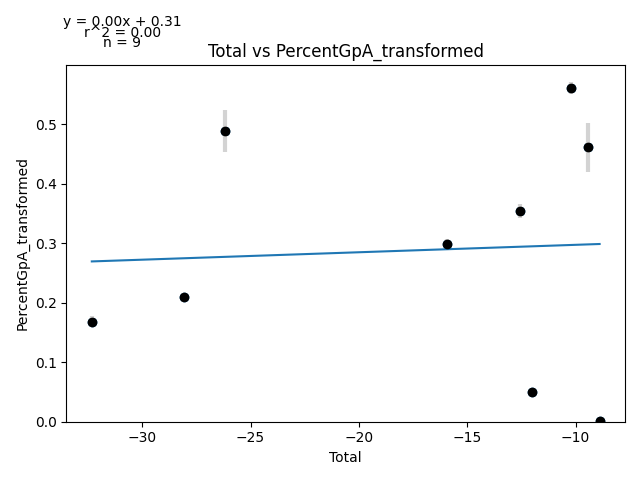 y = 0.00x + 0.31
r^2 = 0.00
n = 9
Total vs PercentGpA_transformed
PercentGpA_transformed
0.5
0.4
0.3
0.2
0.1
0.0
−30
−25
−20
−15
−10
Total